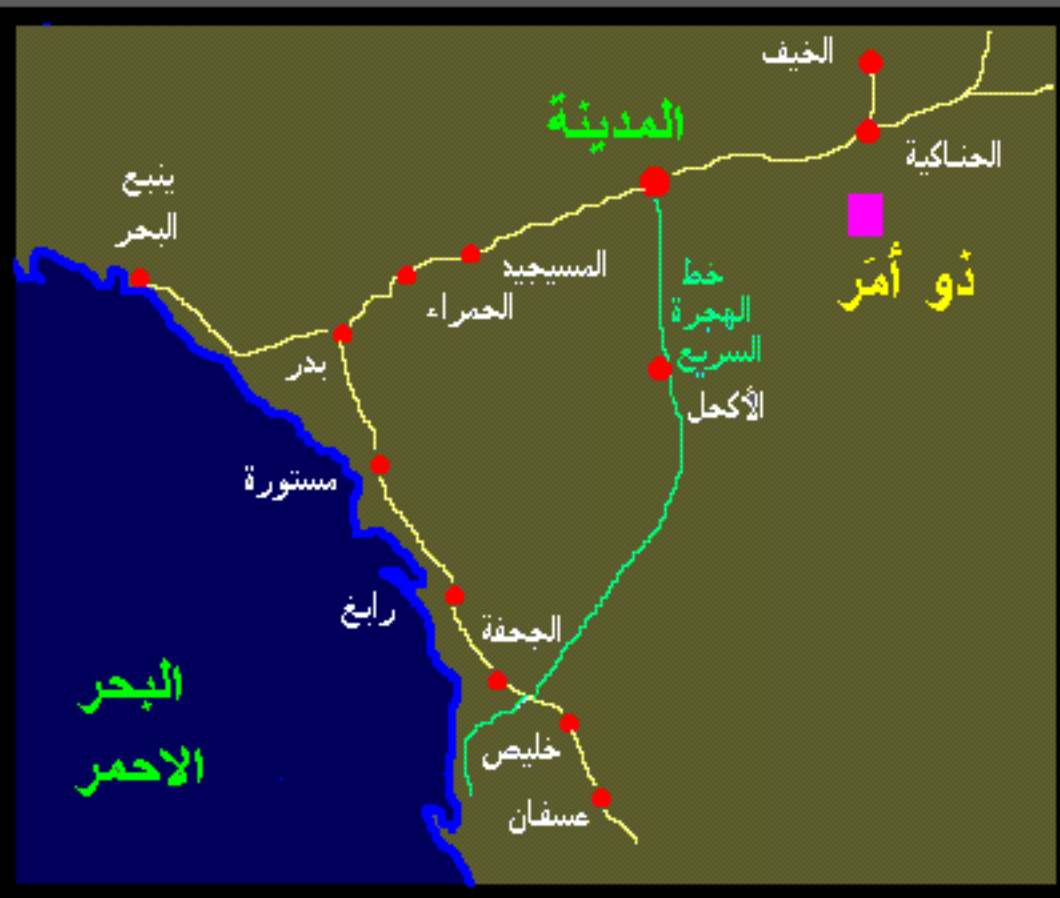 الخيف
المدينة
الحناكية
ينبع
البحر
المسيجيد
ذو أمَر
خط
الهجرة
السريع
الحمراء
بدر
الأكحل
مستورة
رابغ
الجحفة
البحر
الاحمر
خليص
عسفان